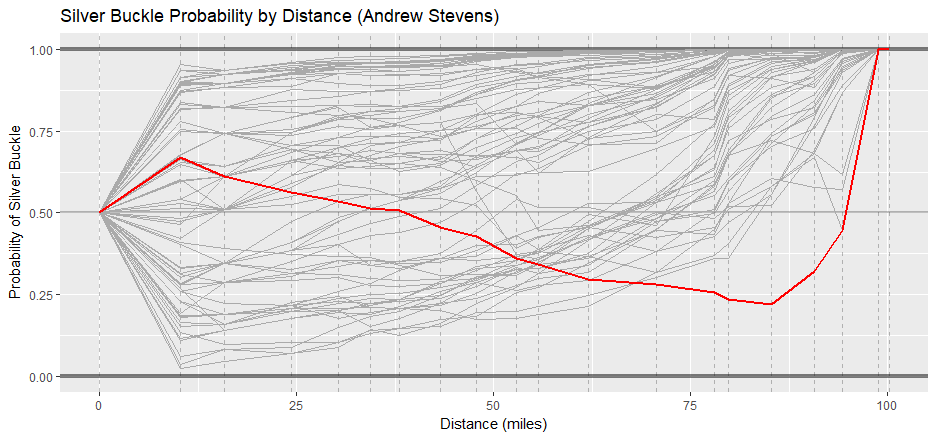 Silver Buckle Probability by Distance (Andrew Stevens)
Probability of Silver Buckle
1.00
0.75
0.50
0.25
0.00
0 25 50 75 100
Distance (miles)